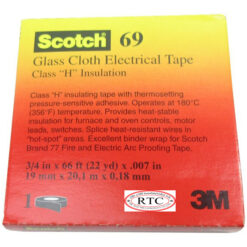 Scotch 69
Glass Cloth Electrical Tape
Class "H" Insulation
Class "H" insulating tape with thermosetting
pressure-sensitive adhesive. Operates at 180°C
(356°F) temperature. Provides heat-stable
insulation for furnace and oven controls, motor
leads, switches. Splice heat-resistant wires in
"hot-spot" areas. Excellent binder wrap for Scotch
Brand 77 Fire and Electric Arc Proofing Tape.
3/4 in x 66 ft (22 yd) x .007 in
19 mm x 20,1 m x 0.18 mm
1
RTC
3M